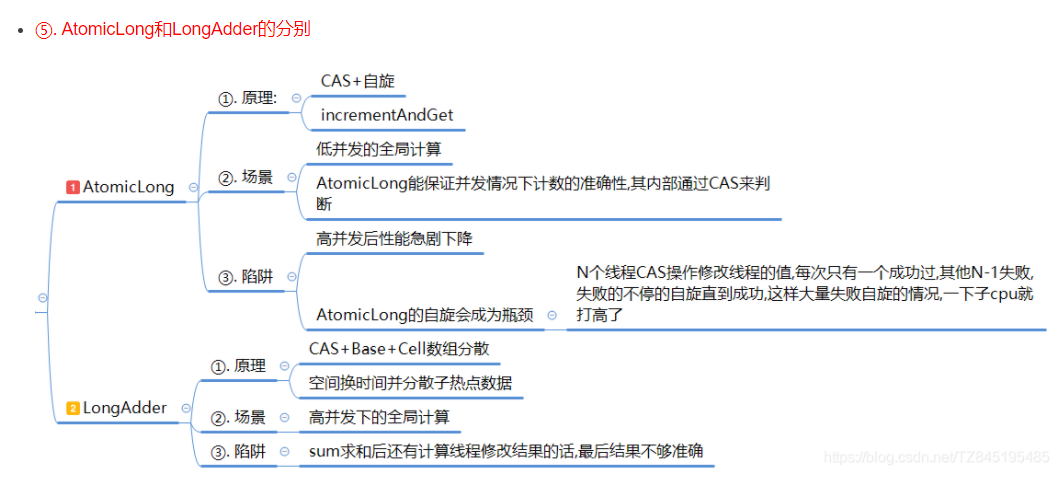 ⑤. AtomicLong和LongAdder的分别
1 AtomicLong
①. 原理:
CAS+自旋
incrementAndGet
②. 场景
低并发的全局计算
AtomicLong能保证并发情况下计数的准确性,其内部通过CAS来判
断
③. 陷阱
高并发后性能急剧下降
AtomicLong的自旋会成为瓶颈
N个线程CAS操作修改线程的值,每次只有一个成功过,其他N-1失败,
失败的不停的自旋直到成功,这样大量失败自旋的情况,一下子cpu就
打高了
2 LongAdder
①. 原理
CAS+Base+Cell数组分散
空间换时间并分散子热点数据
②. 场景
高并发下的全局计算
③. 陷阱
sum求和后还有计算线程修改结果的话,最后结果不够准确
https://blog.csdn.net/TZ845195485